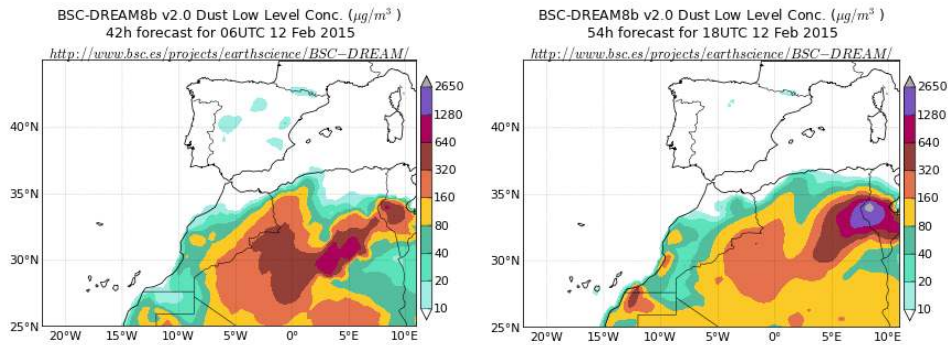 BSC-DREAM8b v2.0 Dust Low Level Conc. (μg/m³ )
42h forecast for 06UTC 12 Feb 2015
http://www.bsc.es/projects/earthscience/BSC−DREAM/
40°N
35°N
30°N
25°N
20°W 15°W 10°W 5°W 0° 5°E 10°E
2650
1280
640
320
160
80
40
20
10
BSC-DREAM8b v2.0 Dust Low Level Conc. (μg/m³ )
54h forecast for 18UTC 12 Feb 2015
http://www.bsc.es/projects/earthscience/BSC−DREAM/
40°N
35°N
30°N
25°N
20°W 15°W 10°W 5°W 0° 5°E 10°E
2650
1280
640
320
160
80
40
20
10